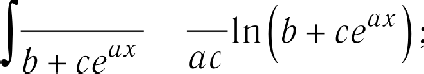 ∫ ─── / (b + ce^{ax})   ─── / (ac) ln(b + ce^{ax});